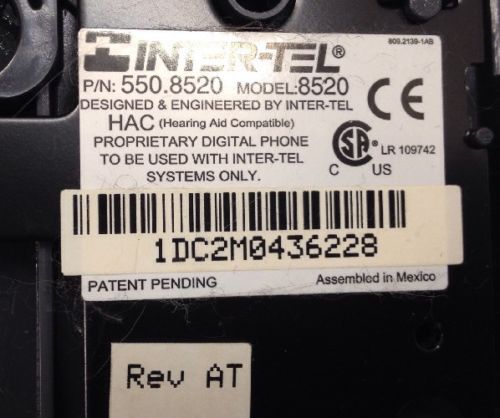 INTER-TEL®
809.2139-1AB
P/N: 550.8520 MODEL:8520
DESIGNED & ENGINEERED BY INTER-TEL
HAC (Hearing Aid Compatible)
PROPRIETARY DIGITAL PHONE
TO BE USED WITH INTER-TEL
SYSTEMS ONLY.
CE
SA ® LR 109742
C US
1DC2M0436228
PATENT PENDING Assembled in Mexico
Rev AT